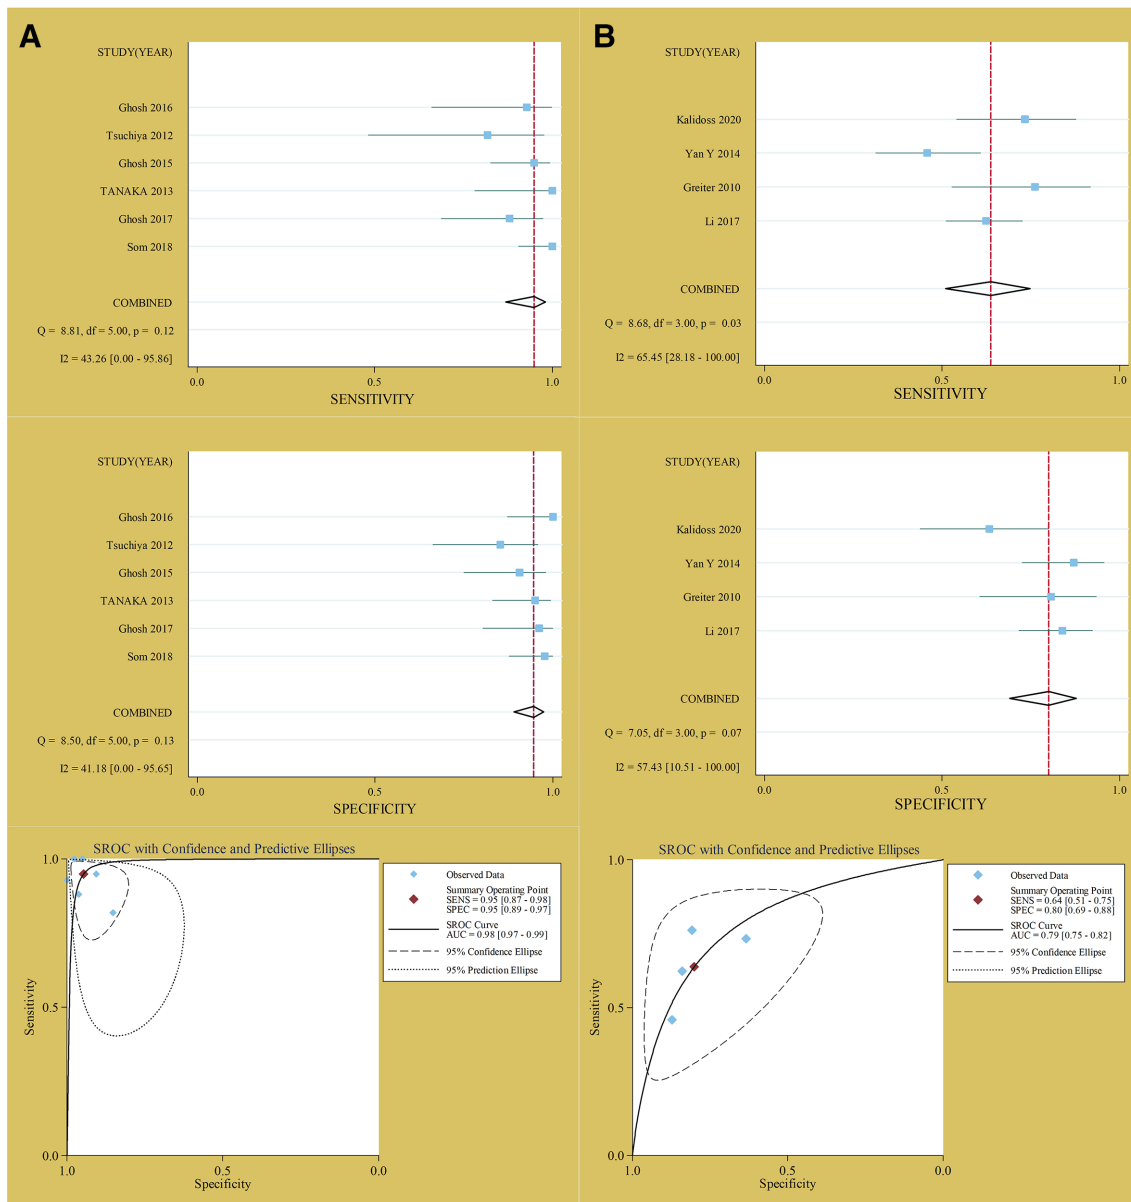 A
STUDY(YEAR)
Ghosh 2016
Tsuchiya 2012
Ghosh 2015
TANAKA 2013
Ghosh 2017
Som 2018
COMBINED
Q = 8.81, df = 5.00, p = 0.12
I2 = 43.26 [0.00 - 95.86]
0.0 0.5 1.0
SENSITIVITY
STUDY(YEAR)
Ghosh 2016
Tsuchiya 2012
Ghosh 2015
TANAKA 2013
Ghosh 2017
Som 2018
COMBINED
Q = 8.50, df = 5.00, p = 0.13
I2 = 41.18 [0.00 - 95.65]
0.0 0.5 1.0
SPECIFICITY
SROC with Confidence and Predictive Ellipses
1.0
0.5
0.0
Sensitivity
1.0 0.5 0.0
Specificity
Observed Data
Summary Operating Point
SENS = 0.95 [0.87 - 0.98]
SPEC = 0.95 [0.89 - 0.97]
SROC Curve
AUC = 0.98 [0.97 - 0.99]
95% Confidence Ellipse
95% Prediction Ellipse
B
STUDY(YEAR)
Kalidoss 2020
Yan Y 2014
Greiter 2010
Li 2017
COMBINED
Q = 8.68, df = 3.00, p = 0.03
I2 = 65.45 [28.18 - 100.00]
0.0 0.5 1.0
SENSITIVITY
STUDY(YEAR)
Kalidoss 2020
Yan Y 2014
Greiter 2010
Li 2017
COMBINED
Q = 7.05, df = 3.00, p = 0.07
I2 = 57.43 [10.51 - 100.00]
0.0 0.5 1.0
SPECIFICITY
SROC with Confidence and Predictive Ellipses
1.0
0.5
0.0
Sensitivity
1.0 0.5 0.0
Specificity
Observed Data
Summary Operating Point
SENS = 0.64 [0.51 - 0.75]
SPEC = 0.80 [0.69 - 0.88]
SROC Curve
AUC = 0.79 [0.75 - 0.82]
95% Confidence Ellipse
95% Prediction Ellipse